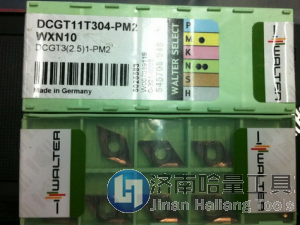 DCGT11T304-PM2
WXN10
DCGT3(2.5)1-PM2
Made in Germany
WALTER SELECT
P
M
K
N
S
H
WALTER
WALTER
济南哈量工具
Jinan Haliang Tools